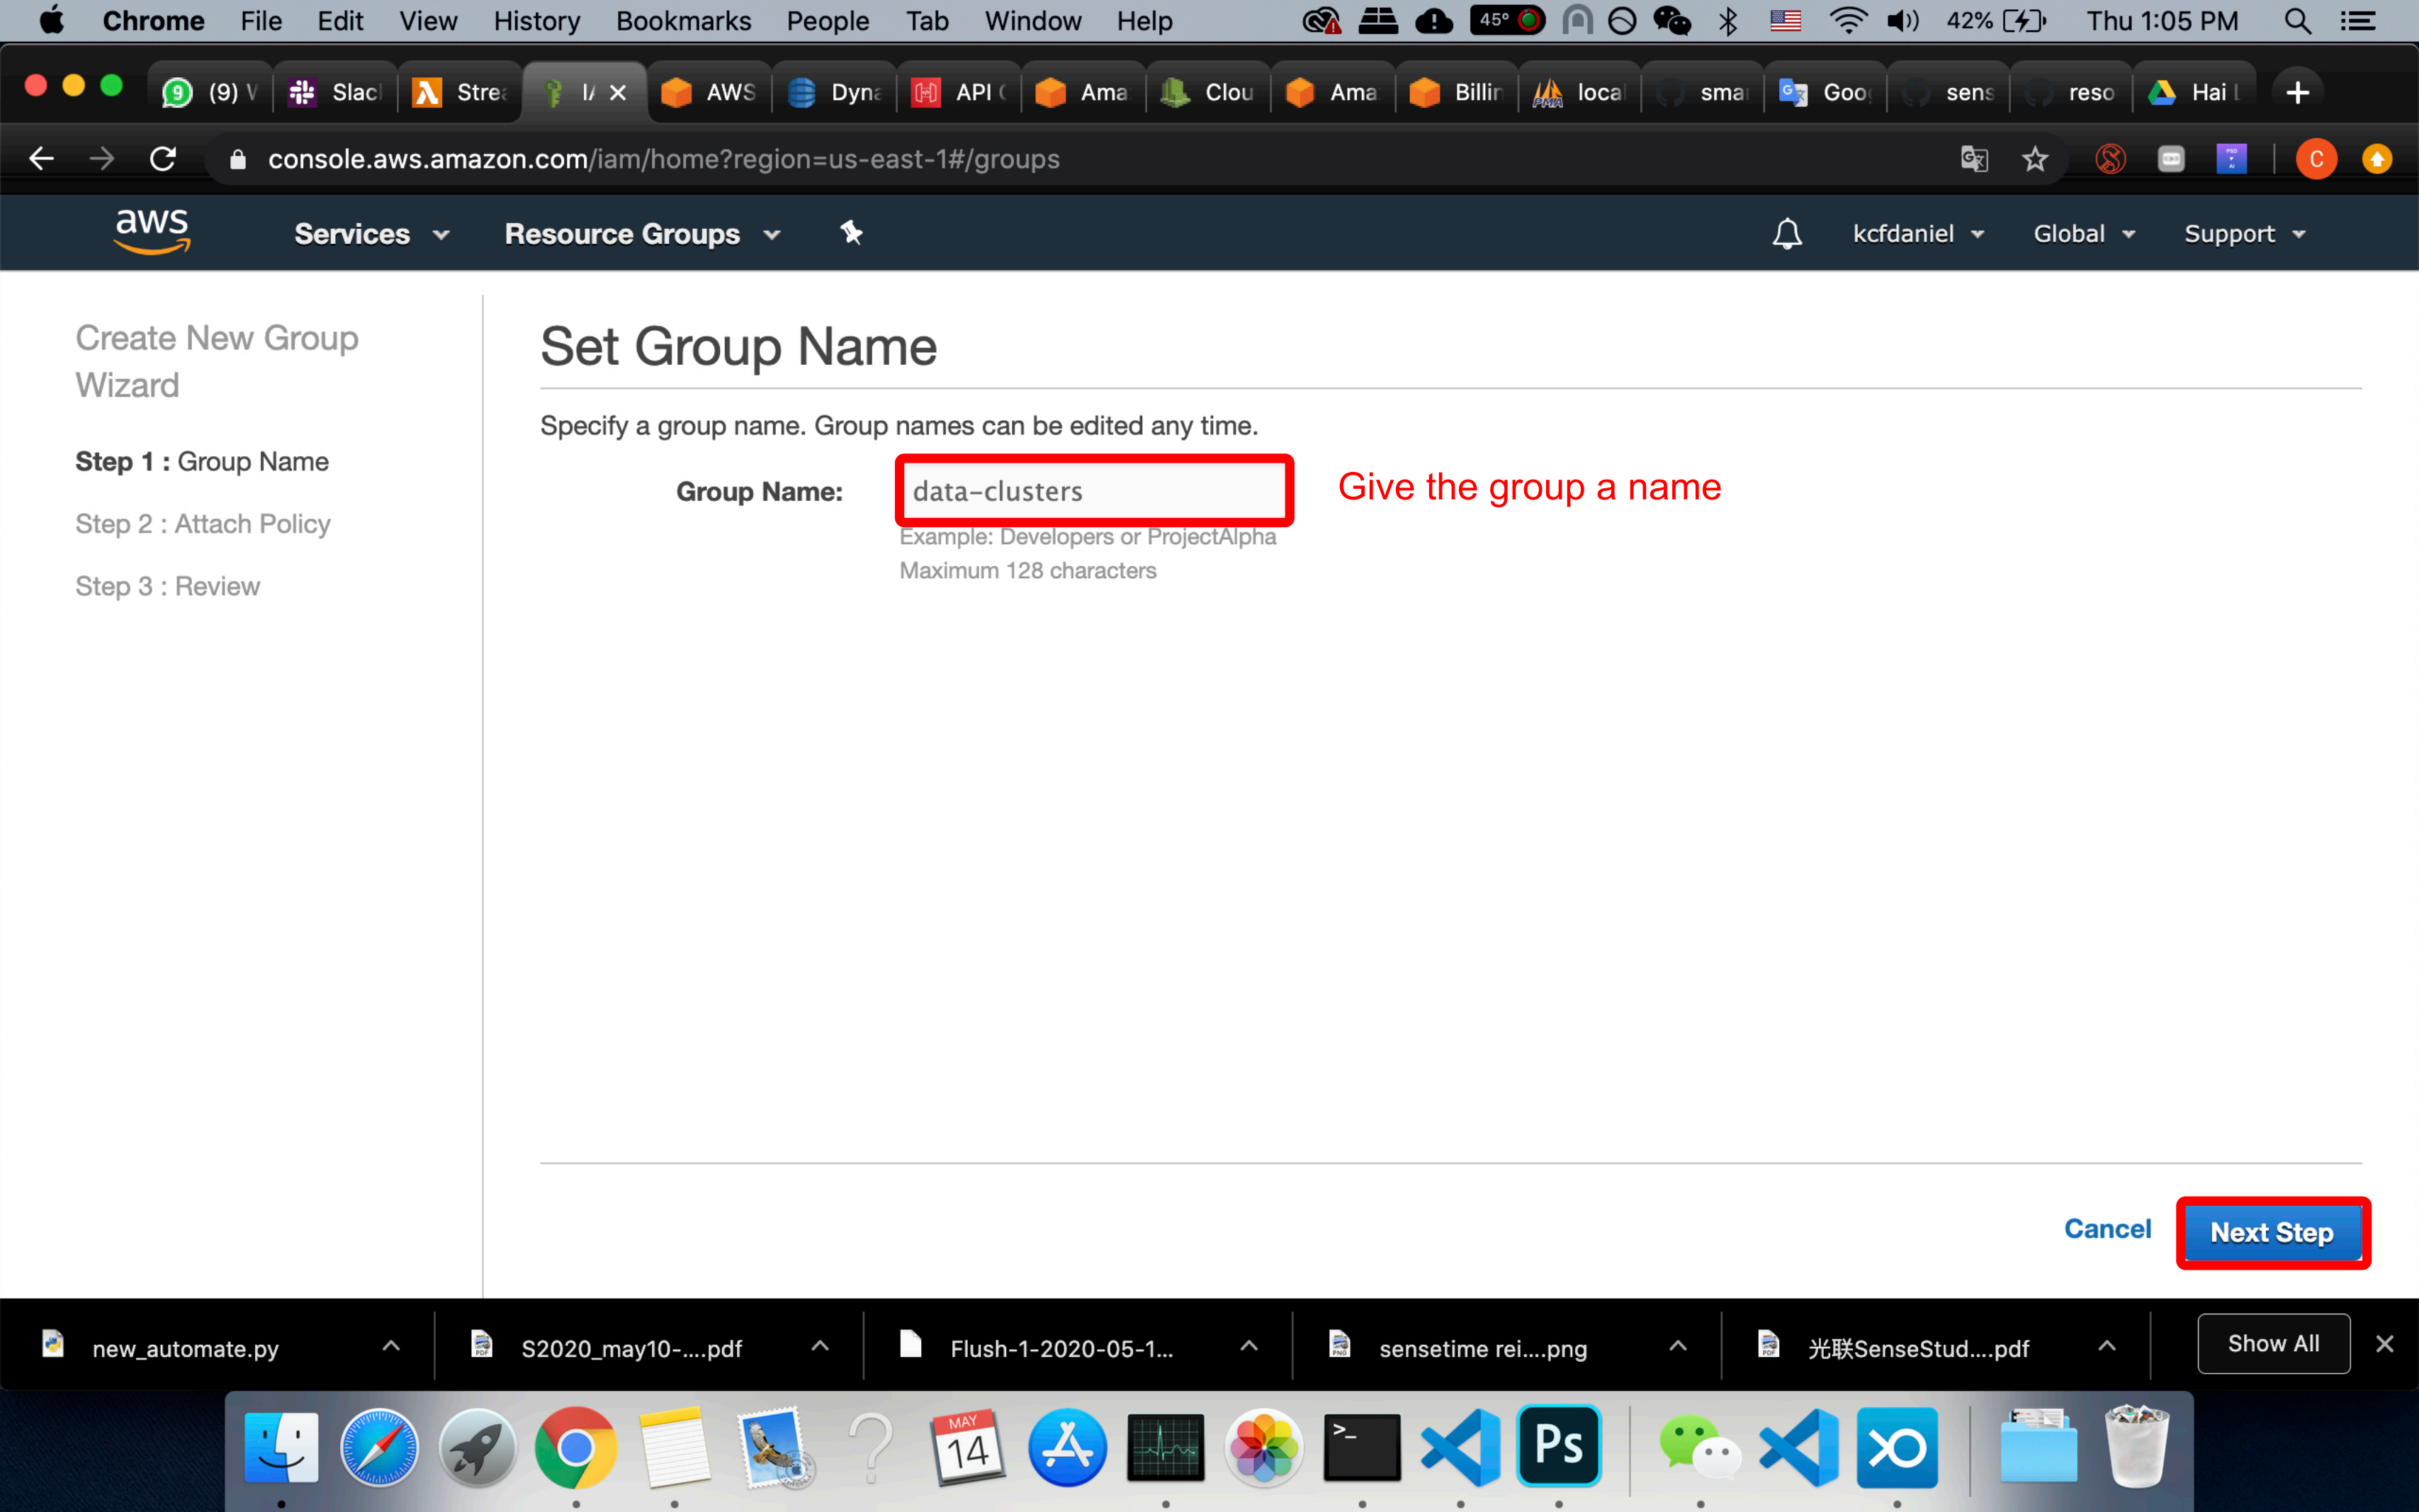 Chrome File Edit View History Bookmarks People Tab Window Help 45° 42% Thu 1:05 PM
9 (9) Slac Strea AWS Dyna API Ama Clou Ama Billin PMA local smar Goo sens reso Hai
console.aws.amazon.com/iam/home?region=us-east-1#/groups C
aws Services Resource Groups kcfdaniel Global Support
Create New Group
Wizard
Step 1 : Group Name
Step 2 : Attach Policy
Step 3 : Review
Set Group Name
Specify a group name. Group names can be edited any time.
Group Name: data-clusters Give the group a name
Example: Developers or ProjectAlpha
Maximum 128 characters
Cancel Next Step
new_automate.py S2020_may10-....pdf Flush-1-2020-05-1... sensetime rei....png 光联SenseStud....pdf Show All
MAY
14
>_
Ps